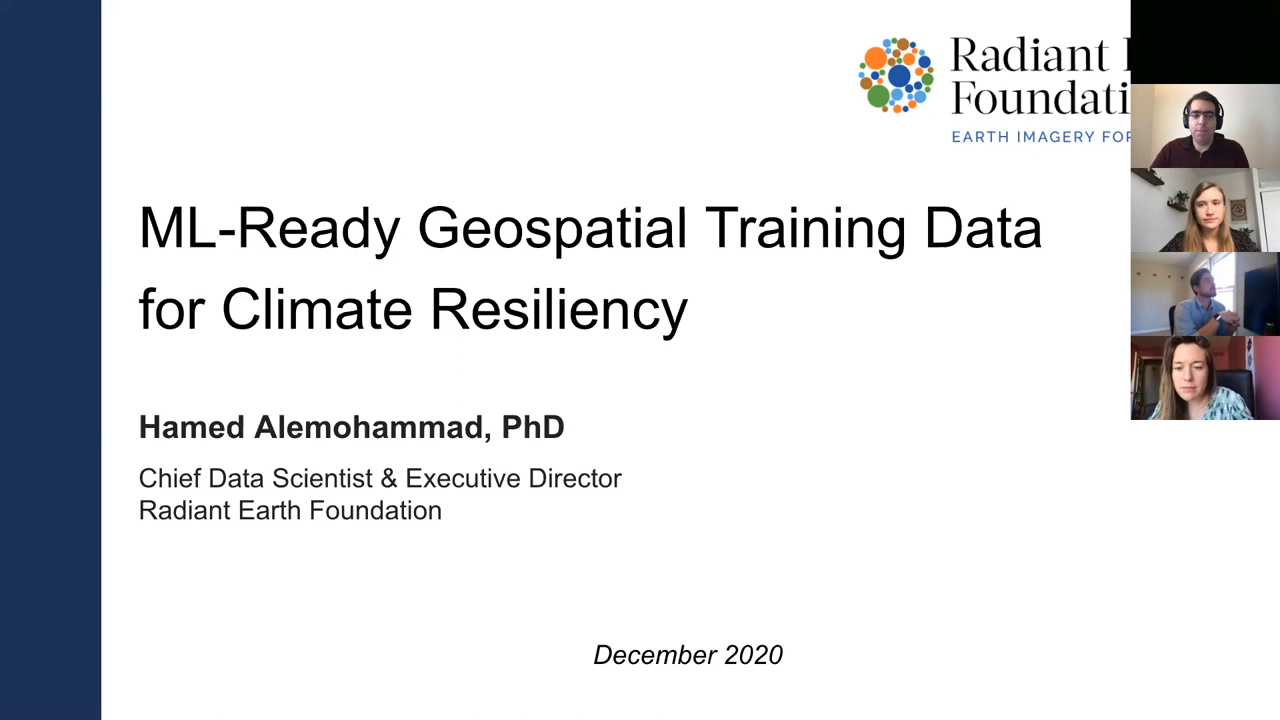 Radiant
Foundati
EARTH IMAGERY FOR
ML-Ready Geospatial Training Data
for Climate Resiliency
Hamed Alemohammad, PhD
Chief Data Scientist & Executive Director
Radiant Earth Foundation
December 2020